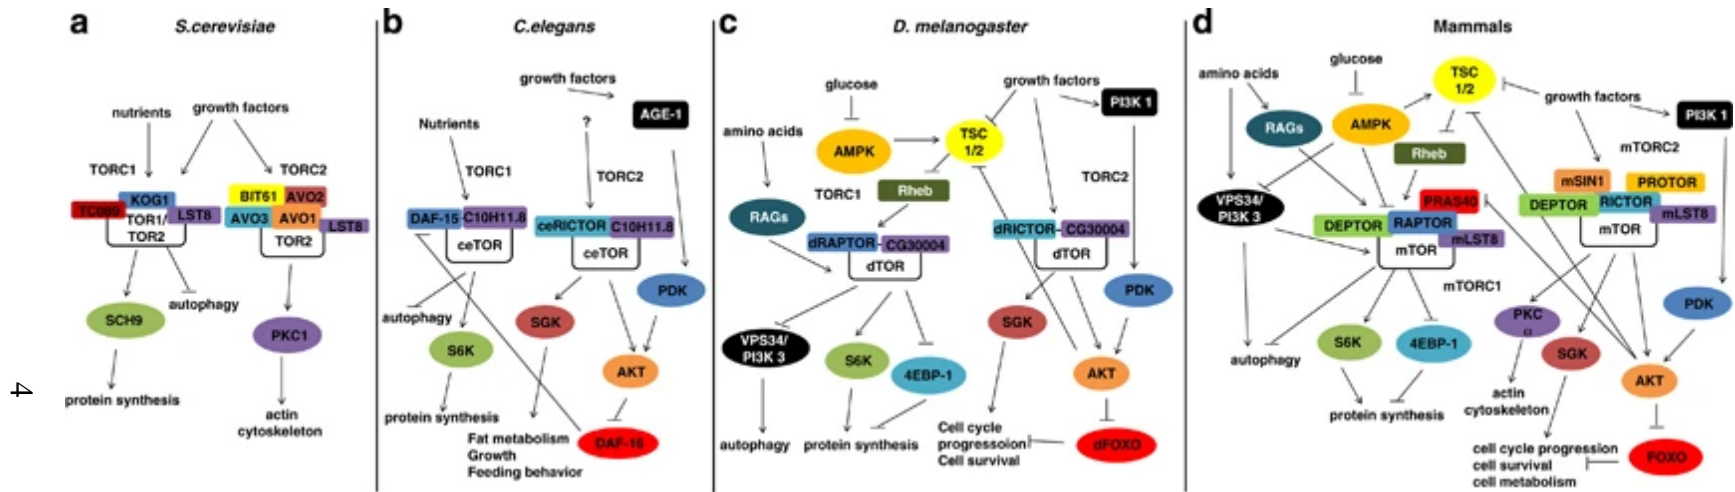 a
S.cerevisiae
nutrients
growth factors
TORC1
TORC2
KOG1
TC089
TOR1/
TOR2
LST8
BIT61
AVO2
AVO3
AVO1
LST8
TOR2
autophagy
SCH9
PKC1
protein synthesis
actin
cytoskeleton
4
b
C.elegans
growth factors
AGE-1
Nutrients
?
TORC1
TORC2
DAF-15
C10H11.8
ceTOR
ceRICTOR
C10H11.8
ceTOR
PDK
autophagy
SGK
S6K
AKT
protein synthesis
Fat metabolism
Growth
Feeding behavior
DAF-16
c
D. melanogaster
glucose
growth factors
PI3K 1
amino acids
AMPK
TSC
1/2
TORC1
Rheb
TORC2
RAGs
dRAPTOR
CG30004
dTOR
dRICTOR
CG30004
dTOR
PDK
VPS34/
PI3K 3
S6K
4EBP-1
SGK
AKT
autophagy
protein synthesis
Cell cycle
progressoion
Cell survival
dFOXO
d
Mammals
amino acids
glucose
TSC
1/2
growth factors
PI3K 1
RAGs
AMPK
Rheb
mTORC2
mSIN1
PROTOR
VPS34/
PI3K 3
PRAS40
DEPTOR
RICTOR
mLST8
mTOR
DEPTOR
RAPTOR
mLST8
mTOR
mTORC1
PDK
PKC
α
S6K
4EBP-1
SGK
autophagy
AKT
actin
cytoskeleton
protein synthesis
cell cycle progression
cell survival
cell metabolism
FOXO